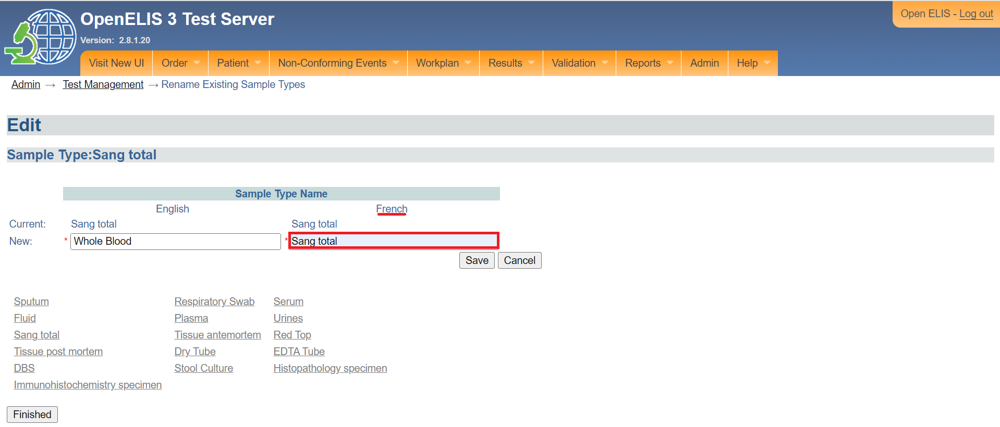 OpenELIS 3 Test Server
Open ELIS - Log out
Version: 2.8.1.20
Visit New UI Order Patient Non-Conforming Events Workplan Results Validation Reports Admin Help
Admin → Test Management → Rename Existing Sample Types
Edit
Sample Type:Sang total
Sample Type Name
English French
Current: Sang total Sang total
New: * Whole Blood * Sang total
Save Cancel
Sputum Respiratory Swab Serum
Fluid Plasma Urines
Sang total Tissue antemortem Red Top
Tissue post mortem Dry Tube EDTA Tube
DBS Stool Culture Histopathology specimen
Immunohistochemistry specimen
Finished